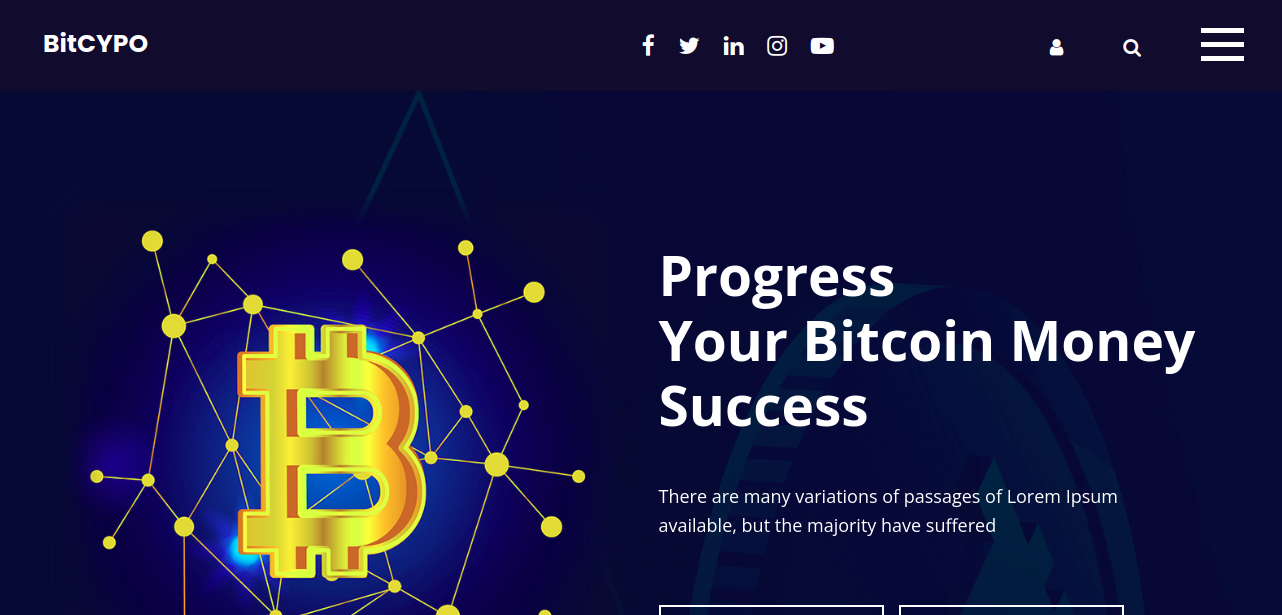 BitCYPO
Progress
Your Bitcoin Money
Success
There are many variations of passages of Lorem Ipsum
available, but the majority have suffered